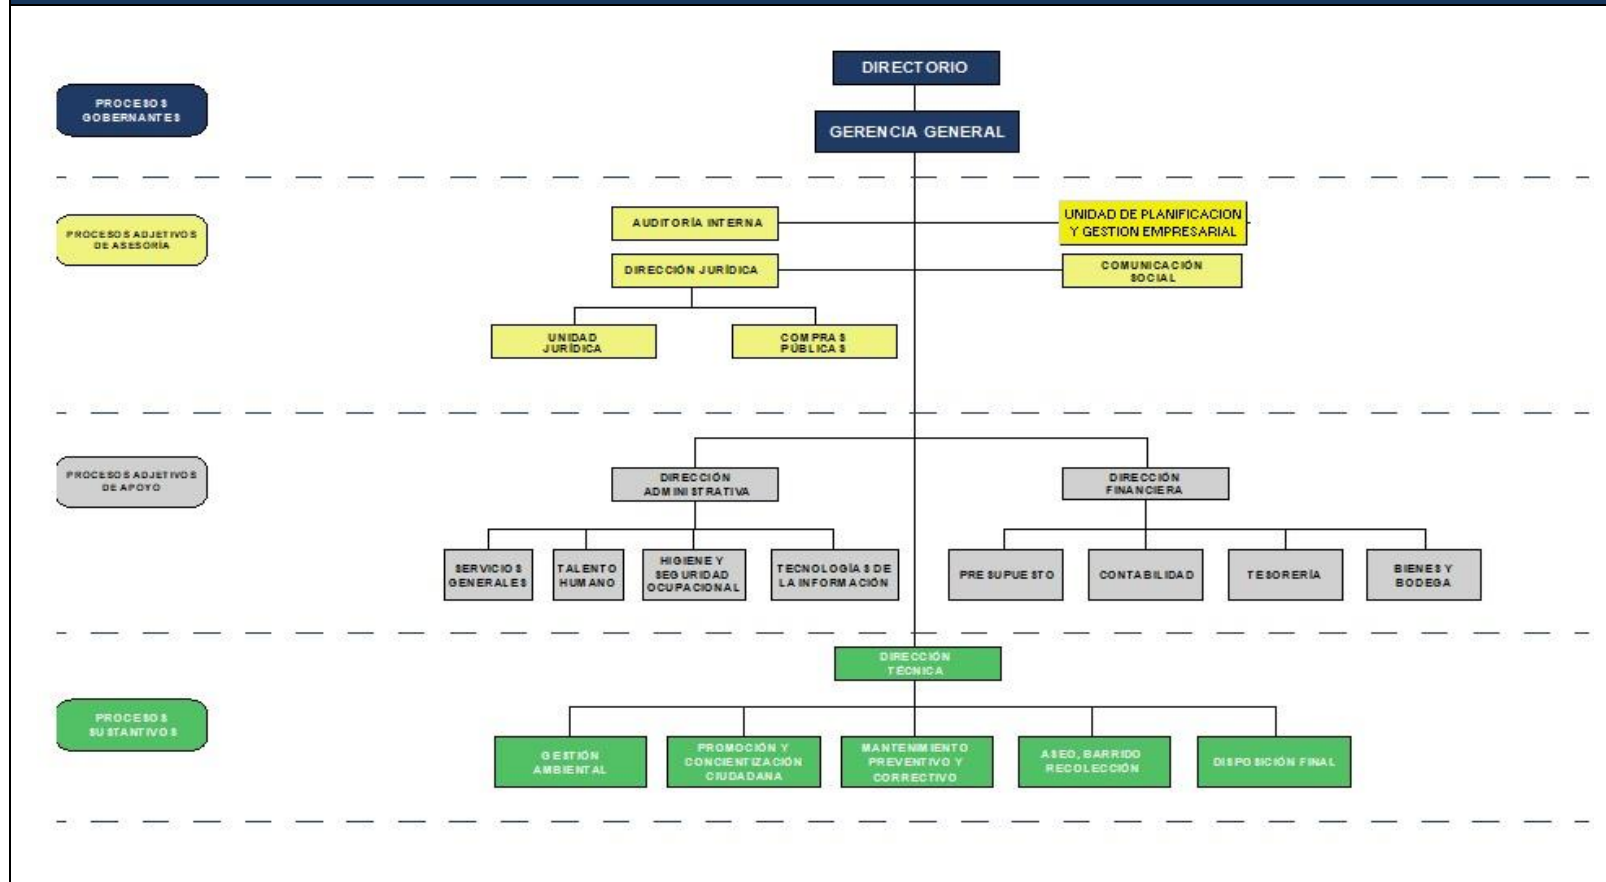 DIRECTORIO
PROCESOS
GOBERNANTES
GERENCIA GENERAL
PROCESOS ADJETIVOS
DE ASESORÍA
AUDITORÍA INTERNA
UNIDAD DE PLANIFICACION
Y GESTION EMPRESARIAL
DIRECCIÓN JURÍDICA
COMUNICACIÓN
SOCIAL
UNIDAD
JURÍDICA
COMPRAS
PÚBLICAS
PROCESOS ADJETIVOS
DE APOYO
DIRECCIÓN
ADMINISTRATIVA
DIRECCIÓN
FINANCIERA
SERVICIOS
GENERALES
TALENTO
HUMANO
HIGIENE Y
SEGURIDAD
OCUPACIONAL
TECNOLOGÍAS DE
LA INFORMACIÓN
PRESUPUESTO
CONTABILIDAD
TESORERÍA
BIENES Y
BODEGA
DIRECCIÓN
TÉCNICA
PROCESOS
SUSTANTIVOS
GESTIÓN
AMBIENTAL
PROMOCIÓN Y
CONCIENTIZACIÓN
CIUDADANA
MANTENIMIENTO
PREVENTIVO Y
CORRECTIVO
ASEO, BARRIDO
RECOLECCIÓN
DISPOSICIÓN FINAL